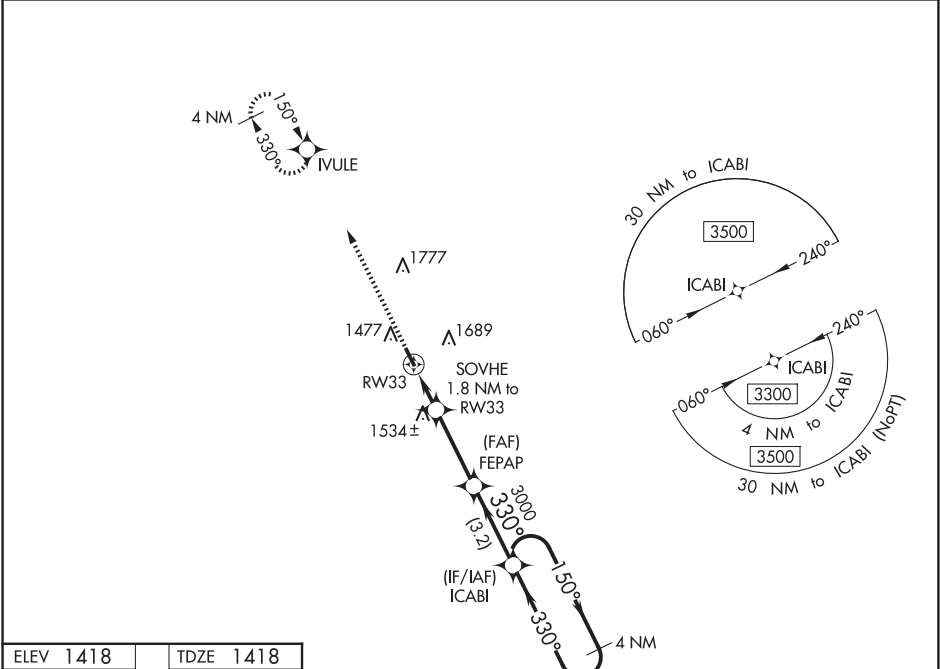 4 NM
150°
330°
IVULE
30 NM to ICABI
3500
240°
ICABI
060°
1777
1477
1689
RW33
SOVHE
1.8 NM to
RW33
1534±
240°
ICABI
060°
3300
4 NM to ICABI
3500
30 NM to ICABI (NoPT)
(FAF)
FEPAP
3000
330°
(3.2)
(IF/IAF)
ICABI
150°
330°
4 NM
ELEV 1418
TDZE 1418